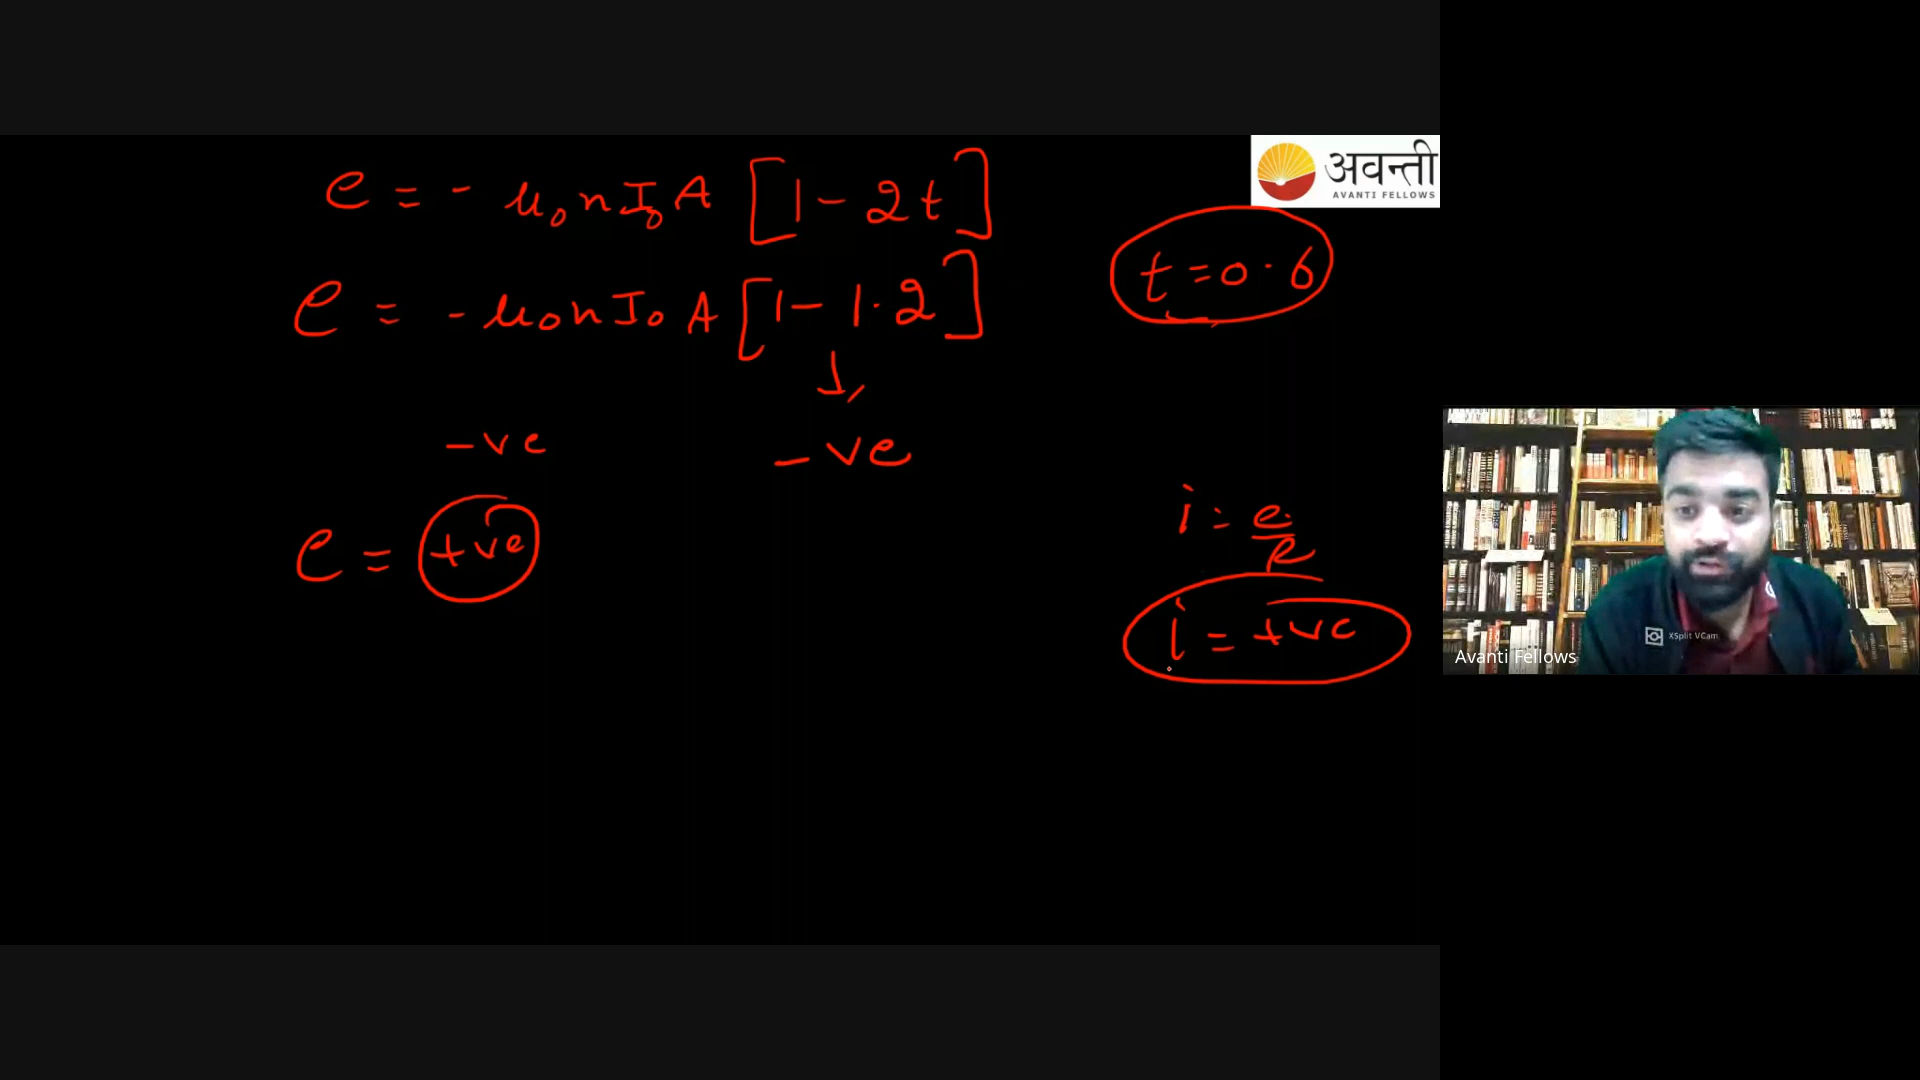 अवन्ती
AVANTI FELLOWS
e = - μ₀nI₀A [1 - 2t]
t = 0.6
e = - μ₀nI₀A [1 - 1.2]
↓
-ve
-ve
i = e/R
e = +ve
i = +ve
XSplit VCam
Avanti Fellows